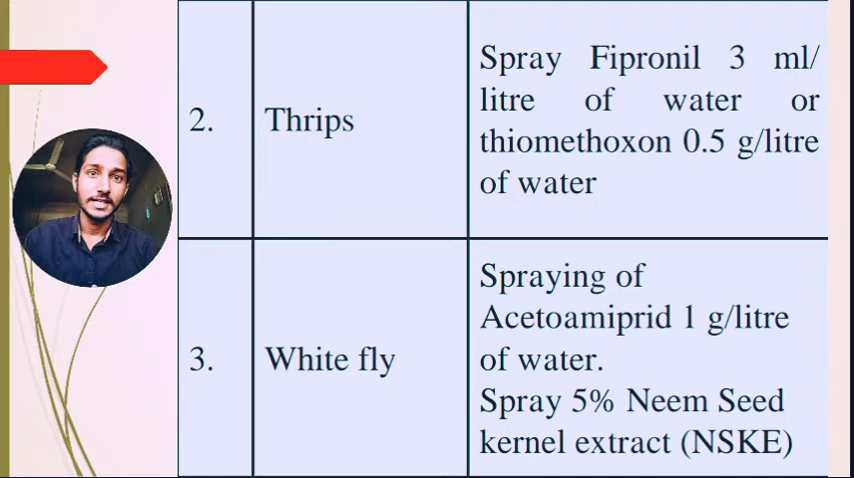 2.
Thrips
Spray Fipronil 3 ml/
litre of water or
thiomethoxon 0.5 g/litre
of water
3.
White fly
Spraying of
Acetoamiprid 1 g/litre
of water.
Spray 5% Neem Seed
kernel extract (NSKE)